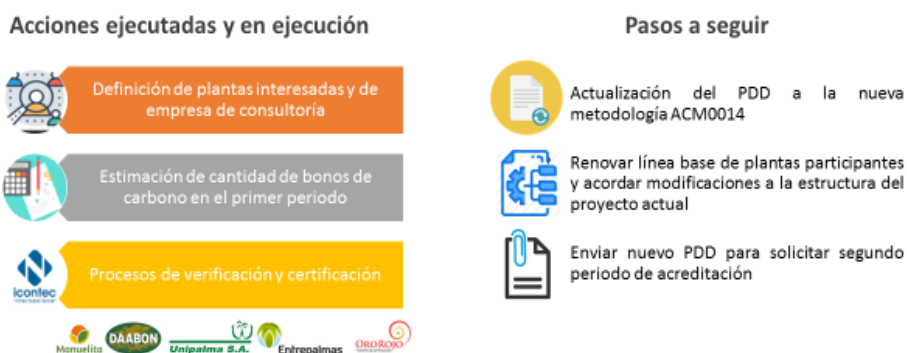 Acciones ejecutadas y en ejecución
Definición de plantas interesadas y de
empresa de consultoría
Estimación de cantidad de bonos de
carbono en el primer periodo
icontec
Procesos de verificación y certificación
Manuelita
DAABON
Unipalma S.A.
Entrepalmas
OROROJO
Pasos a seguir
Actualización del PDD a la nueva
metodología ACM0014
Renovar línea base de plantas participantes
y acordar modificaciones a la estructura del
proyecto actual
Enviar nuevo PDD para solicitar segundo
periodo de acreditación